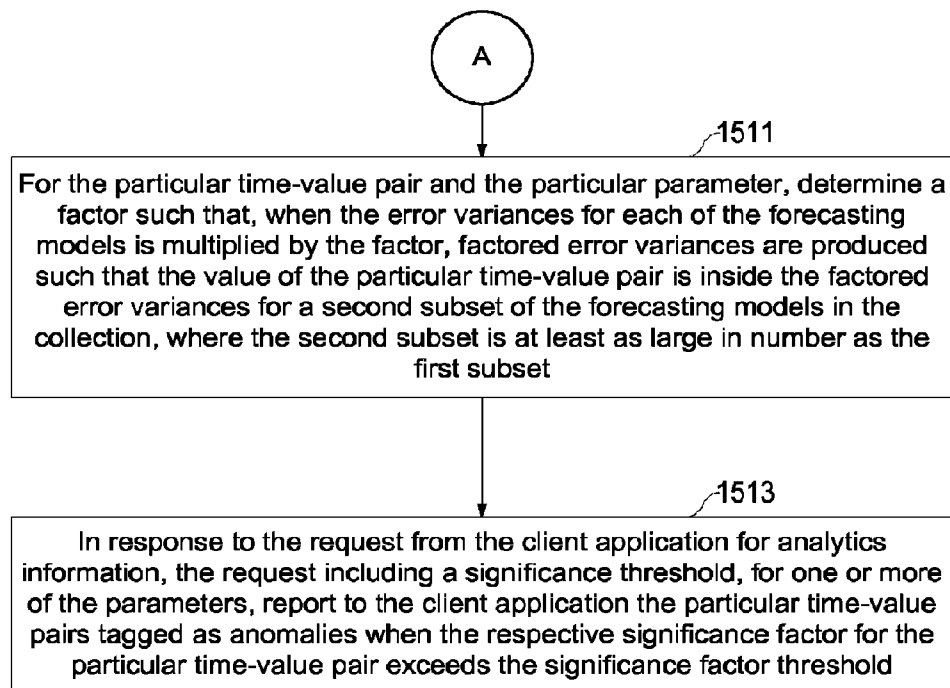 A
1511
For the particular time-value pair and the particular parameter, determine a
factor such that, when the error variances for each of the forecasting
models is multiplied by the factor, factored error variances are produced
such that the value of the particular time-value pair is inside the factored
error variances for a second subset of the forecasting models in the
collection, where the second subset is at least as large in number as the
first subset
1513
In response to the request from the client application for analytics
information, the request including a significance threshold, for one or more
of the parameters, report to the client application the particular time-value
pairs tagged as anomalies when the respective significance factor for the
particular time-value pair exceeds the significance factor threshold